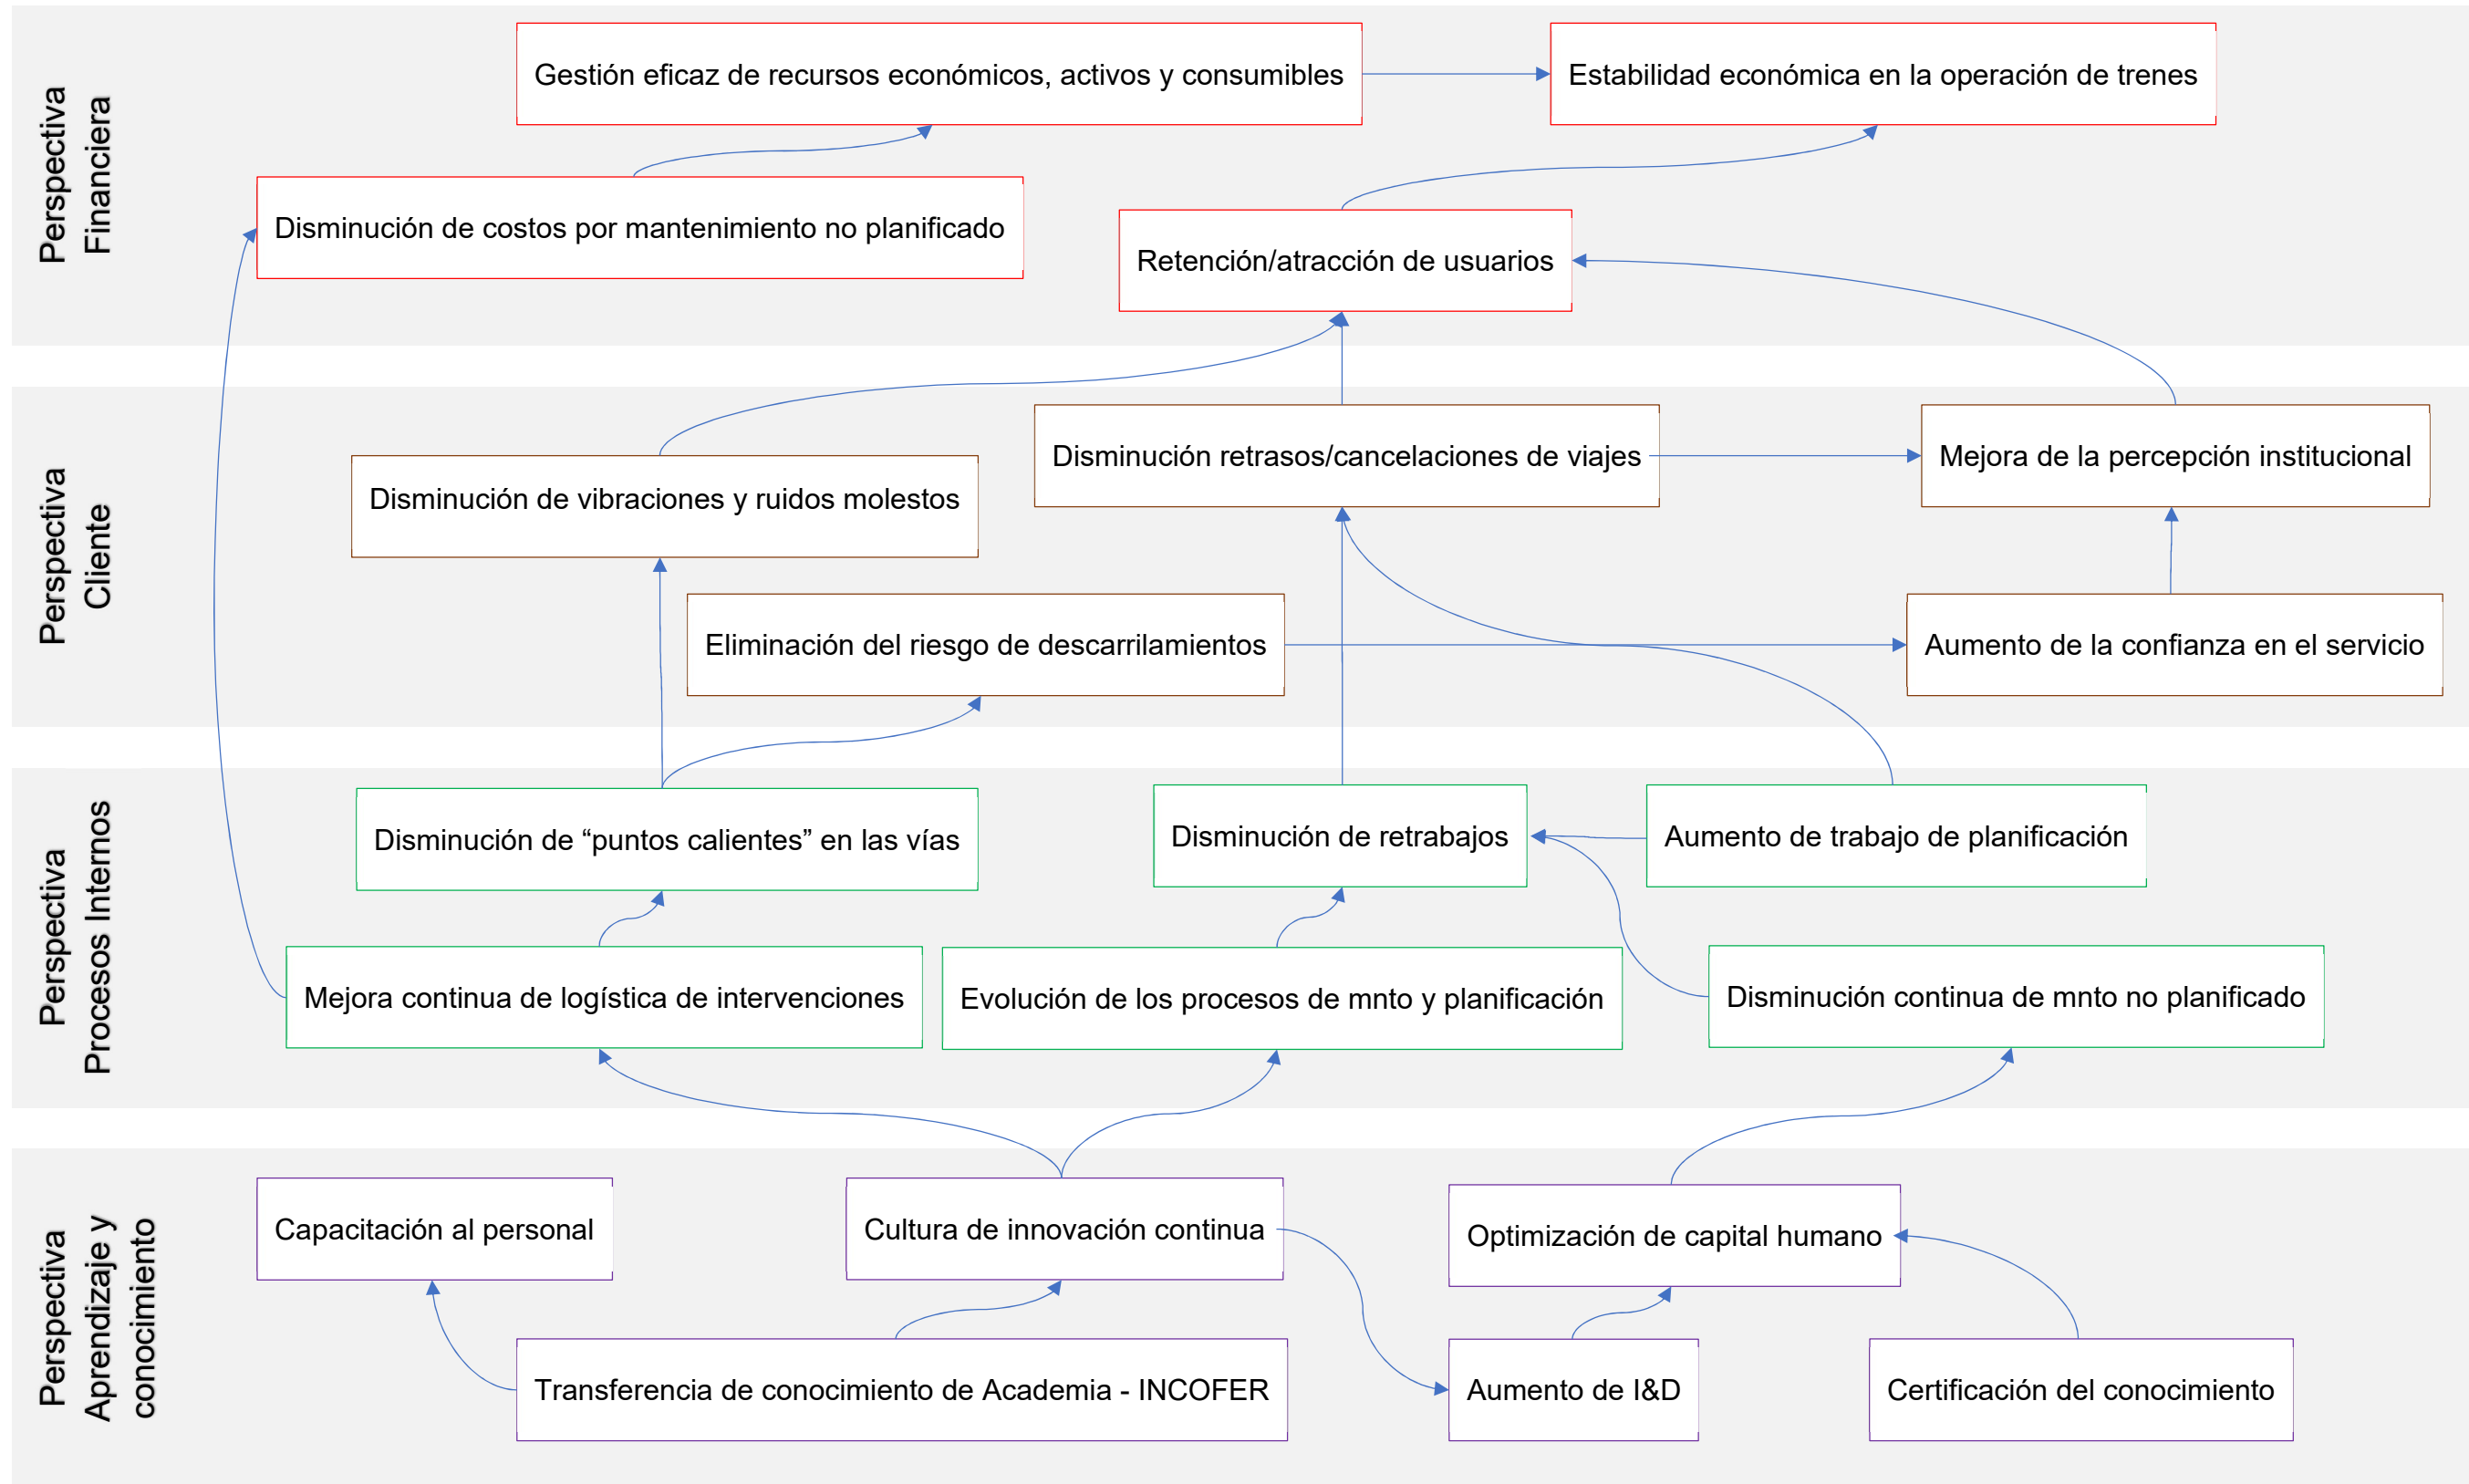 Perspectiva
Financiera
Gestión eficaz de recursos económicos, activos y consumibles
Estabilidad económica en la operación de trenes
Disminución de costos por mantenimiento no planificado
Retención/atracción de usuarios
Perspectiva
Cliente
Disminución retrasos/cancelaciones de viajes
Mejora de la percepción institucional
Disminución de vibraciones y ruidos molestos
Eliminación del riesgo de descarrilamientos
Aumento de la confianza en el servicio
Perspectiva
Procesos Internos
Disminución de “puntos calientes” en las vías
Disminución de retrabajos
Aumento de trabajo de planificación
Mejora continua de logística de intervenciones
Evolución de los procesos de mnto y planificación
Disminución continua de mnto no planificado
Perspectiva
Aprendizaje y
conocimiento
Capacitación al personal
Cultura de innovación continua
Optimización de capital humano
Transferencia de conocimiento de Academia - INCOFER
Aumento de I&D
Certificación del conocimiento